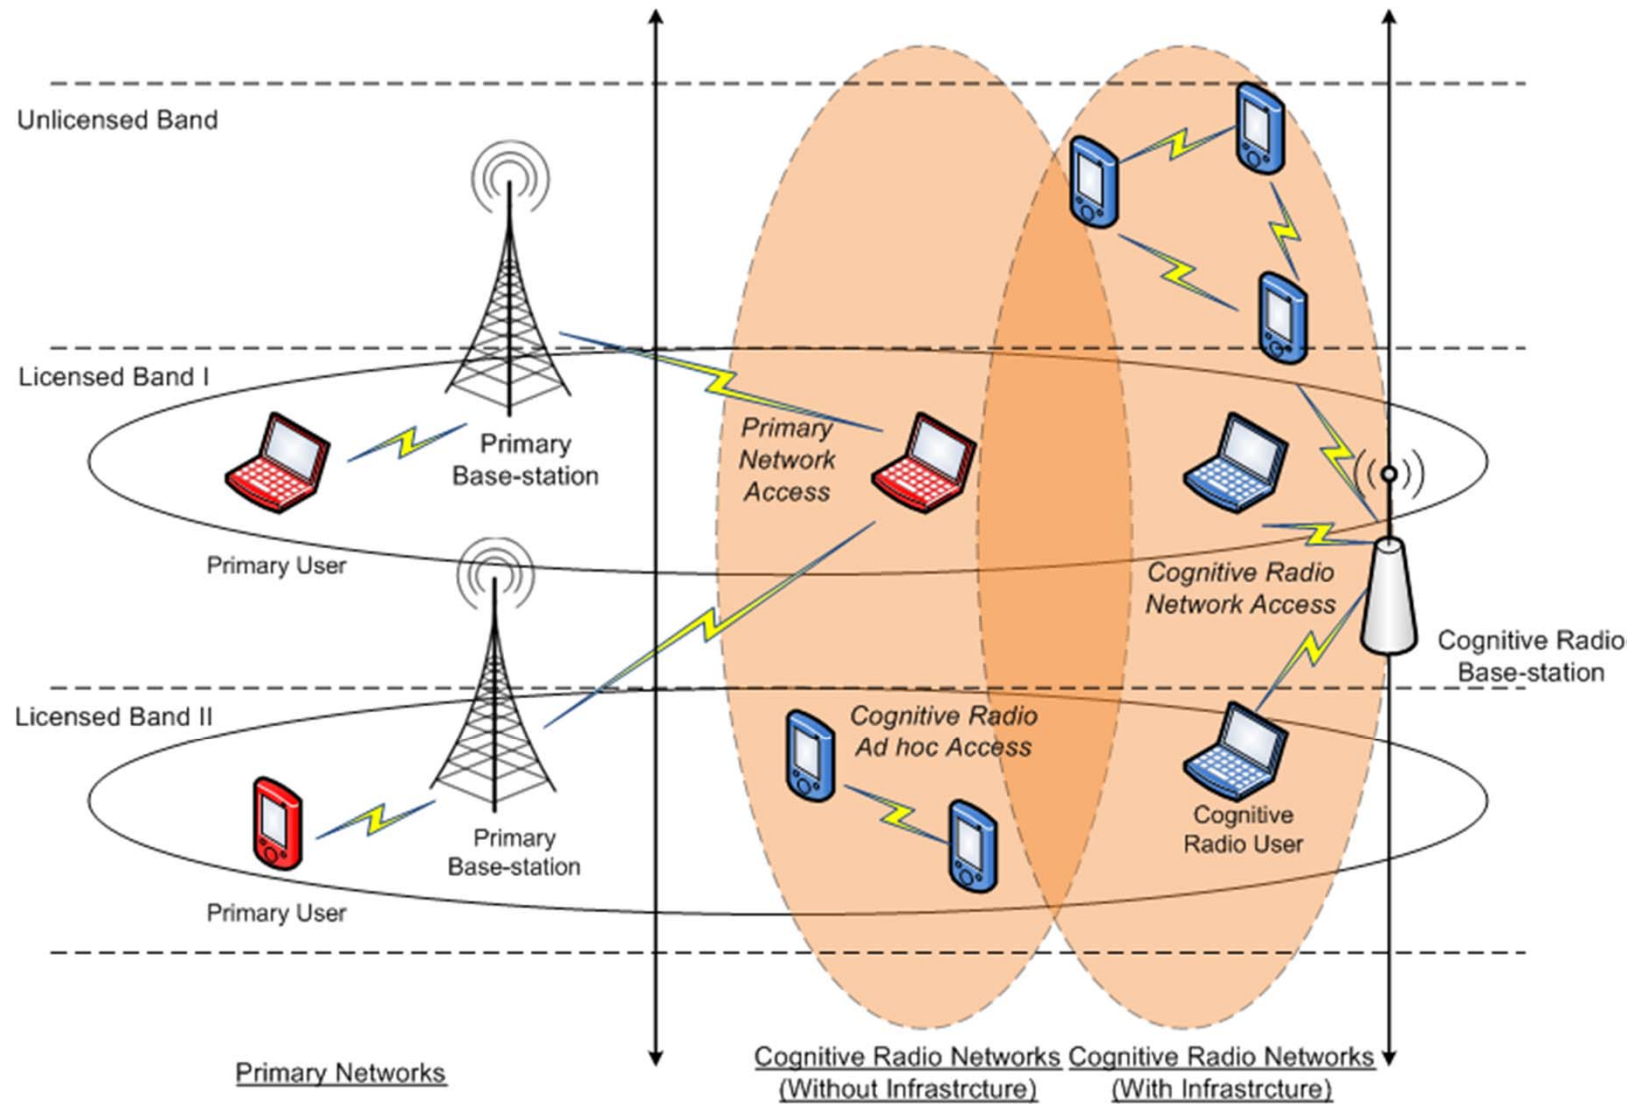 Unlicensed Band
Licensed Band I
Primary
Base-station
Primary User
Primary
Network
Access
Cognitive Radio
Network Access
Cognitive Radio
Base-station
Licensed Band II
Primary
Base-station
Primary User
Cognitive Radio
Ad hoc Access
Cognitive
Radio User
Primary Networks
Cognitive Radio Networks
(Without Infrastrcture)
Cognitive Radio Networks
(With Infrastrcture)